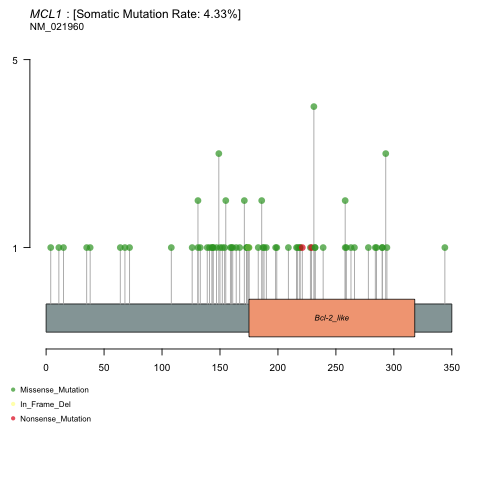 MCL1 : [Somatic Mutation Rate: 4.33%]
NM_021960
5
1
Bcl-2_like
0 50 100 150 200 250 300 350
Missense_Mutation
In_Frame_Del
Nonsense_Mutation